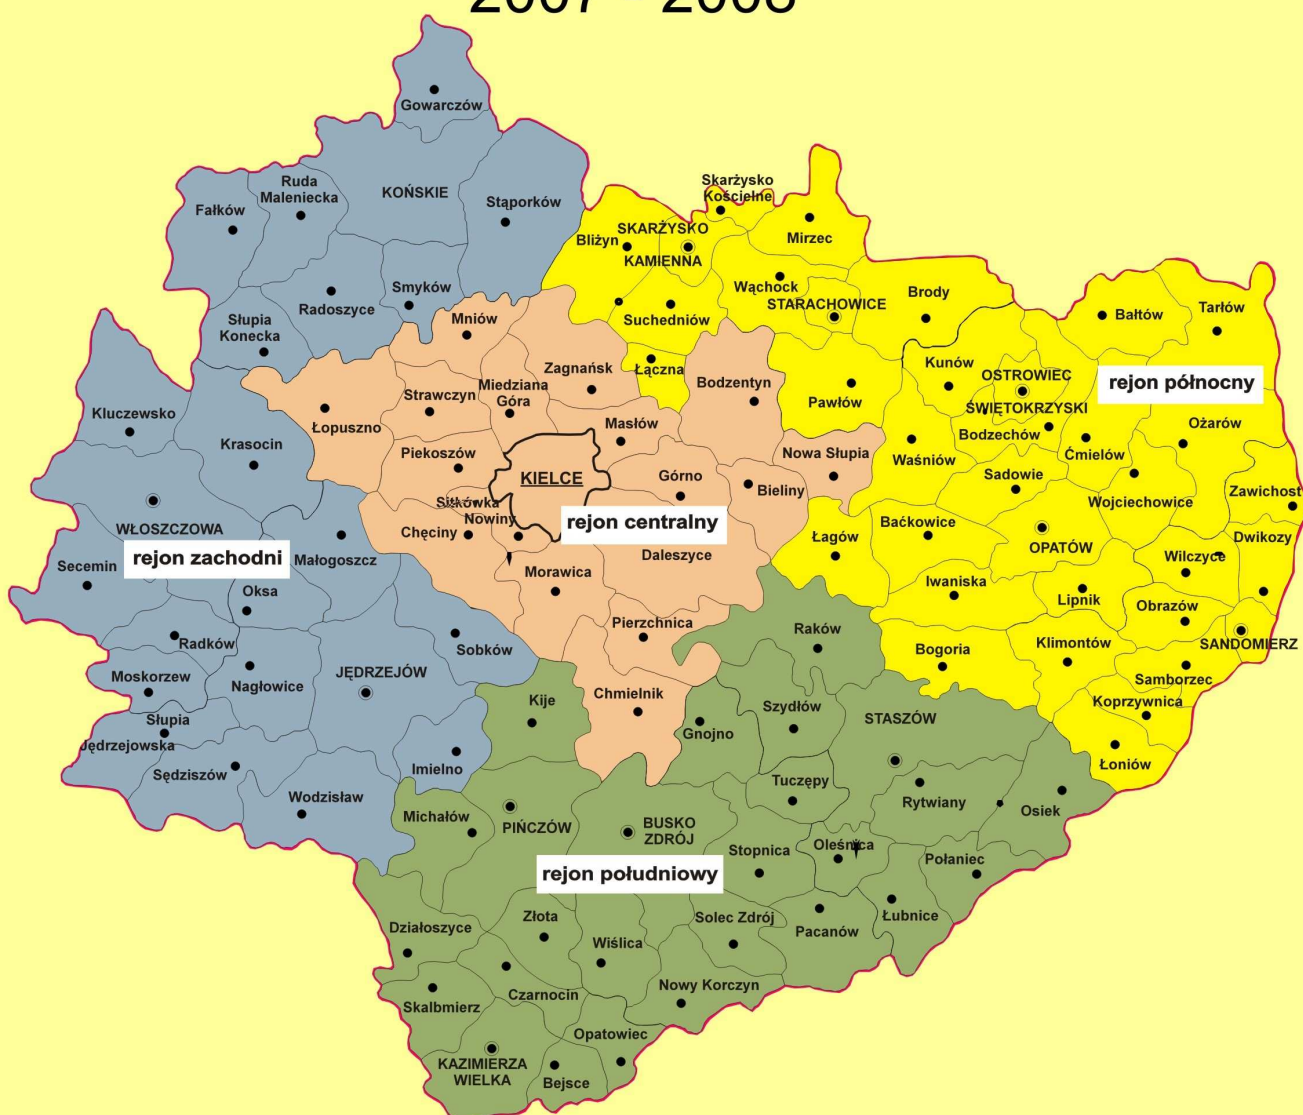 2007 - 2008
Gowarczów
Ruda
Maleniecka
KOŃSKIE
Fałków
Stąporków
Skarżysko
Kościelne
SKARŻYSKO
KAMIENNA
Bliżyn
Mirzec
Smyków
Radoszyce
Wąchock
STARACHOWICE
Brody
Suchedniów
Mniów
Słupia
Konecka
Bałtów
Tarłów
Łączna
Zagnańsk
Bodzentyn
Kunów
OSTROWIEC
ŚWIĘTOKRZYSKI
rejon północny
Miedziana
Góra
Strawczyn
Pawłów
Kluczewsko
Łopuszno
Masłów
Bodzechów
Ożarów
Krasocin
Piekoszów
Nowa Słupia
Waśniów
Ćmielów
KIELCE
Górno
Bieliny
Sadowie
Wojciechowice
Zawichost
Sitkówka
Nowiny
WŁOSZCZOWA
Chęciny
rejon centralny
Łagów
Baćkowice
OPATÓW
Dwikozy
rejon zachodni
Małogoszcz
Daleszyce
Wilczyce
Secemin
Morawica
Iwaniska
Lipnik
Oksa
Obrazów
Pierzchnica
Raków
Radków
Sobków
Bogoria
Klimontów
SANDOMIERZ
Moskorzew
Nagłowice
JĘDRZEJÓW
Samborzec
Kije
Chmielnik
Szydłów
Koprzywnica
Słupia
Jędrzejowska
Gnojno
STASZÓW
Sędziszów
Imielno
Łoniów
Wodzisław
Tuczępy
Rytwiany
Osiek
Michałów
PIŃCZÓW
BUSKO
ZDRÓJ
Stopnica
Oleśnica
Połaniec
rejon południowy
Działoszyce
Złota
Wiślica
Solec Zdrój
Pacanów
Łubnice
Skalbmierz
Czarnocin
Nowy Korczyn
Opatowiec
KAZIMIERZA
WIELKA
Bejsce